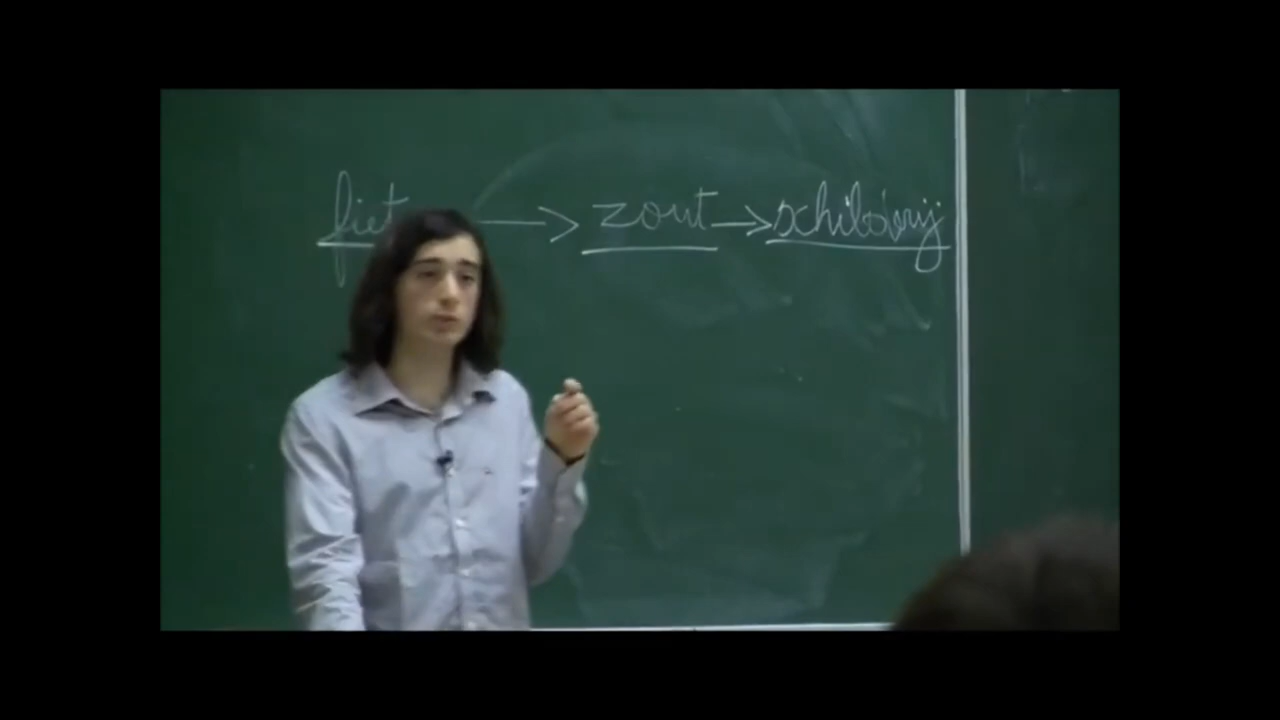 fiet —> zout —> schilderij